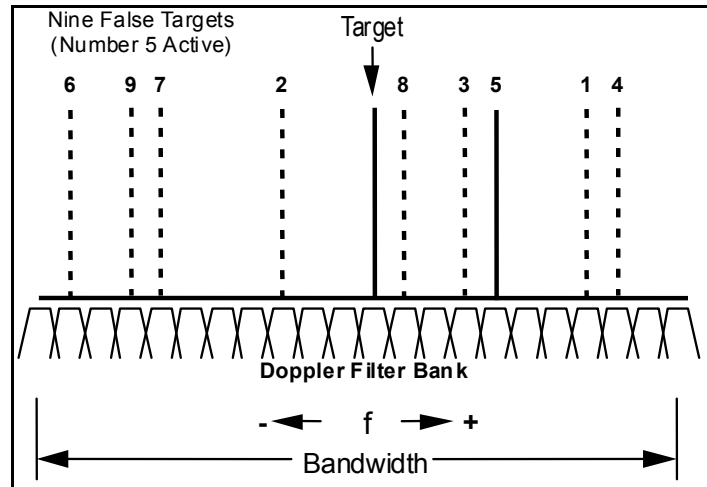 Nine False Targets
(Number 5 Active)
Target
6 9 7 2 8 3 5 1 4
Doppler Filter Bank
- f +
Bandwidth